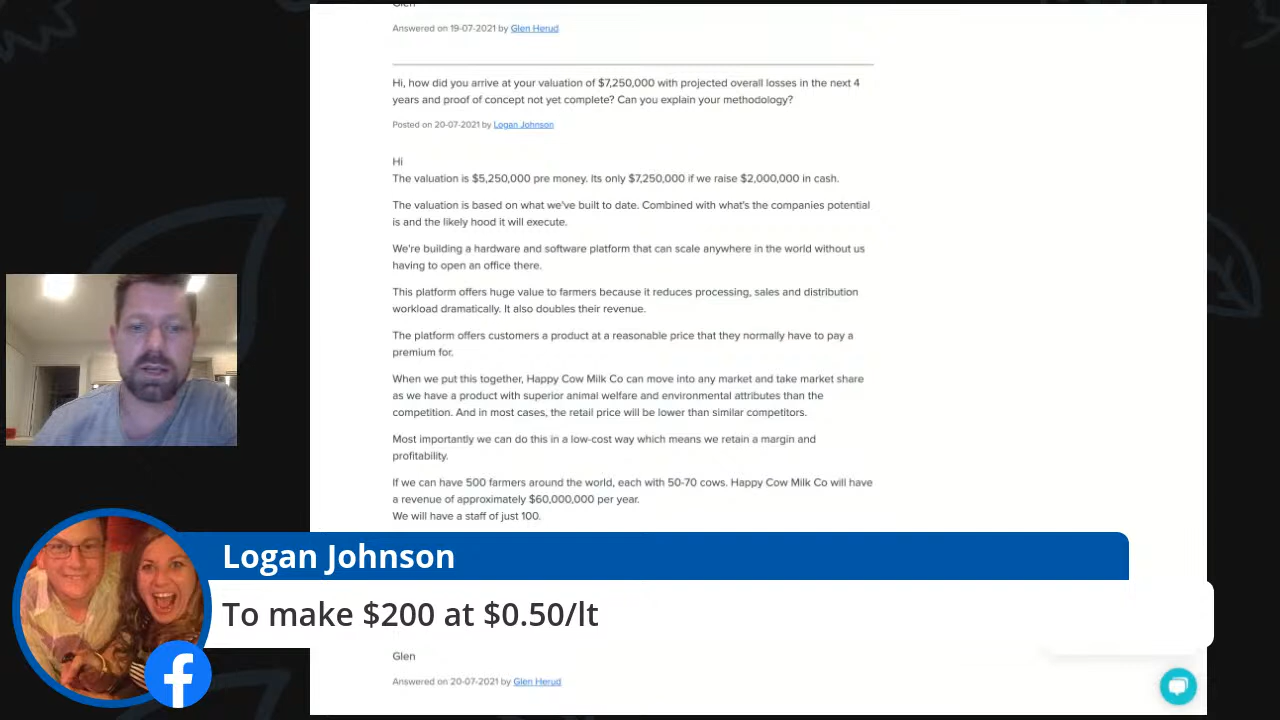 Glen
Answered on 19-07-2021 by Glen Herud
Hi, how did you arrive at your valuation of $7,250,000 with projected overall losses in the next 4
years and proof of concept not yet complete? Can you explain your methodology?
Posted on 20-07-2021 by Logan Johnson
Hi
The valuation is $5,250,000 pre money. Its only $7,250,000 if we raise $2,000,000 in cash.
The valuation is based on what we've built to date. Combined with what's the companies potential
is and the likely hood it will execute.
We're building a hardware and software platform that can scale anywhere in the world without us
having to open an office there.
This platform offers huge value to farmers because it reduces processing, sales and distribution
workload dramatically. It also doubles their revenue.
The platform offers customers a product at a reasonable price that they normally have to pay a
premium for.
When we put this together, Happy Cow Milk Co can move into any market and take market share
as we have a product with superior animal welfare and environmental attributes than the
competition. And in most cases, the retail price will be lower than similar competitors.
Most importantly we can do this in a low-cost way which means we retain a margin and
profitability.
If we can have 500 farmers around the world, each with 50-70 cows. Happy Cow Milk Co will have
a revenue of approximately $60,000,000 per year.
We will have a staff of just 100.
Logan Johnson
To make $200 at $0.50/lt
Glen
Answered on 20-07-2021 by Glen Herud